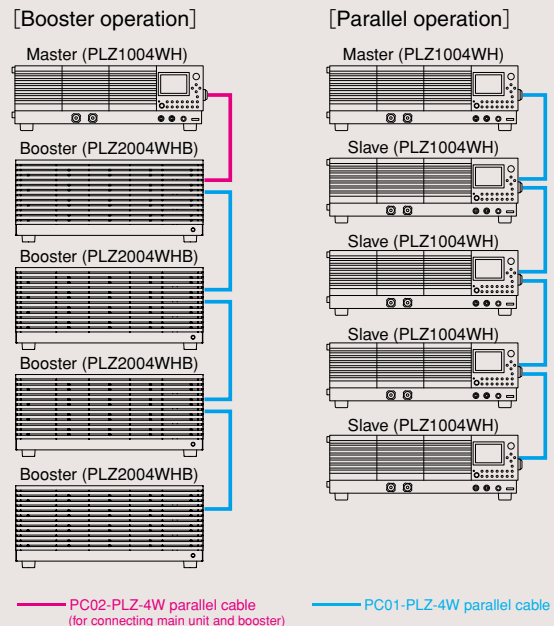 [Booster operation]
Master (PLZ1004WH)
Booster (PLZ2004WHB)
Booster (PLZ2004WHB)
Booster (PLZ2004WHB)
Booster (PLZ2004WHB)
[Parallel operation]
Master (PLZ1004WH)
Slave (PLZ1004WH)
Slave (PLZ1004WH)
Slave (PLZ1004WH)
Slave (PLZ1004WH)
PC02-PLZ-4W parallel cable
(for connecting main unit and booster)
PC01-PLZ-4W parallel cable